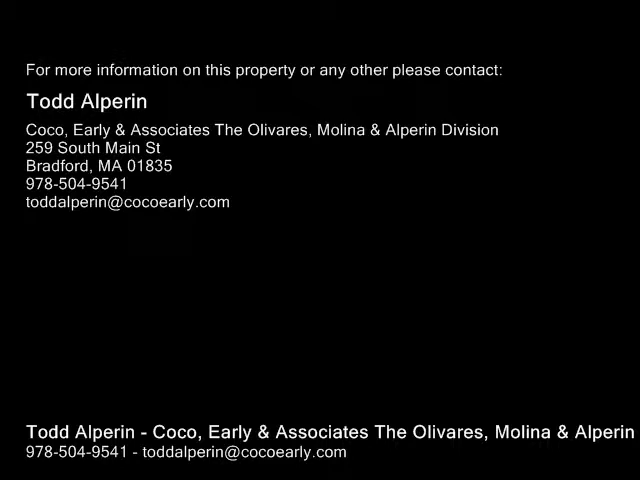 For more information on this property or any other please contact:
Todd Alperin
Coco, Early & Associates The Olivares, Molina & Alperin Division
259 South Main St
Bradford, MA 01835
978-504-9541
toddalperin@cocoearly.com
Todd Alperin - Coco, Early & Associates The Olivares, Molina & Alperin
978-504-9541 - toddalperin@cocoearly.com